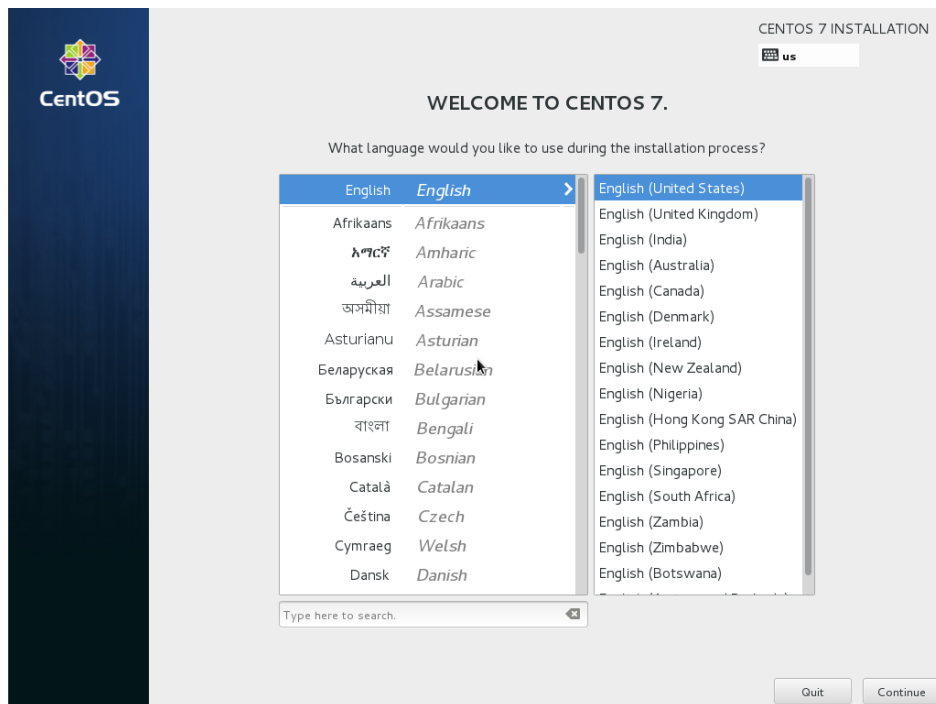 CentOS
CENTOS 7 INSTALLATION
us
WELCOME TO CENTOS 7.
What language would you like to use during the installation process?
English English
Afrikaans Afrikaans
አማርኛ Amharic
العربية Arabic
অসমীয়া Assamese
Asturianu Asturian
Беларуская Belarusian
Български Bulgarian
বাংলা Bengali
Bosanski Bosnian
Català Catalan
Čeština Czech
Cymraeg Welsh
Dansk Danish
English (United States)
English (United Kingdom)
English (India)
English (Australia)
English (Canada)
English (Denmark)
English (Ireland)
English (New Zealand)
English (Nigeria)
English (Hong Kong SAR China)
English (Philippines)
English (Singapore)
English (South Africa)
English (Zambia)
English (Zimbabwe)
English (Botswana)
Type here to search.
Quit Continue